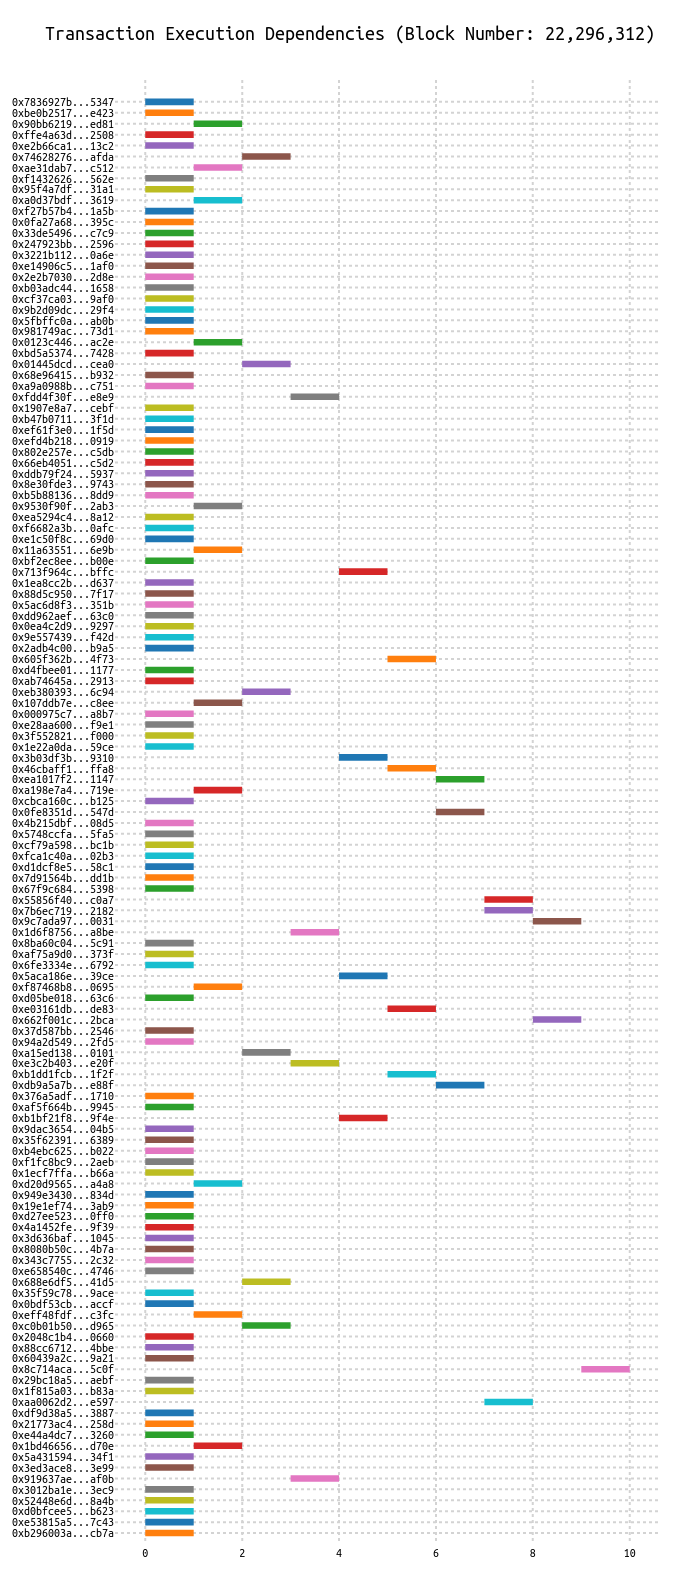 Transaction Execution Dependencies (Block Number: 22,296,312)
0x7836927b...5347
0xbe0b2517...e423
0x90bb6219...ed81
0xffe4a63d...2508
0xe2b66ca1...13c2
0x74628276...afda
0xae31dab7...c512
0xf1432626...562e
0x95f4a7df...31a1
0xa0d37bdf...3619
0xf27b57b4...1a5b
0x0fa27a68...395c
0x33de5496...c7c9
0x247923bb...2596
0x3221b112...0a6e
0xe14906c5...1af0
0x2e2b7030...2d8e
0xb03adc44...1658
0xcf37ca03...9af0
0x9b2d09dc...29f4
0x5fbffc0a...ab0b
0x981749ac...73d1
0x0123c446...ac2e
0xbd5a5374...7428
0x01445dcd...cea0
0x68e96415...b932
0xa9a0988b...c751
0xfdd4f30f...e8e9
0x1907e8a7...cebf
0xb47b0711...3f1d
0xef61f3e0...1f5d
0xefd4b218...0919
0x802e257e...c5db
0x66eb4051...c5d2
0xddb79f24...5937
0x8e30fde3...9743
0xb5b88136...8dd9
0x9530f90f...2ab3
0xea5294c4...8a12
0xf6682a3b...0afc
0xe1c50f8c...69d0
0x11a63551...6e9b
0xbf2ec8ee...b00e
0x713f964c...bffc
0x1ea8cc2b...d637
0x88d5c950...7f17
0x5ac6d8f3...351b
0xdd962aef...63c0
0x0ea4c2d9...9297
0x9e557439...f42d
0x2adb4c00...b9a5
0x605f362b...4f73
0xd4fbee01...1177
0xab74645a...2913
0xeb380393...6c94
0x107ddb7e...c8ee
0x000975c7...a8b7
0xe28aa600...f9e1
0x3f552821...f000
0x1e22a0da...59ce
0x3b03df3b...9310
0x46cbaff1...ffa8
0xea1017f2...1147
0xa198e7a4...719e
0xcbca160c...b125
0x0fe8351d...547d
0x4b215dbf...08d5
0x5748ccfa...5fa5
0xcf79a598...bc1b
0xfca1c40a...02b3
0xd1dcf8e5...58c1
0x7d91564b...dd1b
0x67f9c684...5398
0x55856f40...c0a7
0x7b6ec719...2182
0x9c7ada97...0031
0x1d6f8756...a8be
0x8ba60c04...5c91
0xaf75a9d0...373f
0x6fe3334e...6792
0x5aca186e...39ce
0xf87468b8...0695
0xd05be018...63c6
0xe03161db...de83
0x662f001c...2bca
0x37d587bb...2546
0x94a2d549...2fd5
0xa15ed138...0101
0xe3c2b403...e20f
0xb1dd1fcb...1f2f
0xdb9a5a7b...e88f
0x376a5adf...1710
0xaf5f664b...9945
0xb1bf21f8...9f4e
0x9dac3654...04b5
0x35f62391...6389
0xb4ebc625...b022
0xf1fc8bc9...2aeb
0x1ecf7ffa...b66a
0xd20d9565...a4a8
0x949e3430...834d
0x19e1ef74...3ab9
0xd27ee523...0ff0
0x4a1452fe...9f39
0x3d636baf...1045
0x8080b50c...4b7a
0x343c7755...2c32
0xe658540c...4746
0x688e6df5...41d5
0x35f59c78...9ace
0x0bdf53cb...accf
0xeff48fdf...c3fc
0xc0b01b50...d965
0x2048c1b4...0660
0x88cc6712...4bbe
0x60439a2c...9a21
0x8c714aca...5c0f
0x29bc18a5...aebf
0x1f815a03...b83a
0xaa0062d2...e597
0xdf9d38a5...3887
0x21773ac4...258d
0xe44a4dc7...3260
0x1bd46656...d70e
0x5a431594...34f1
0x3ed3ace8...3e99
0x919637ae...af0b
0x3012ba1e...3ec9
0x52448e6d...8a4b
0xd0bfcee5...b623
0xe53815a5...7c43
0xb296003a...cb7a
0 2 4 6 8 10